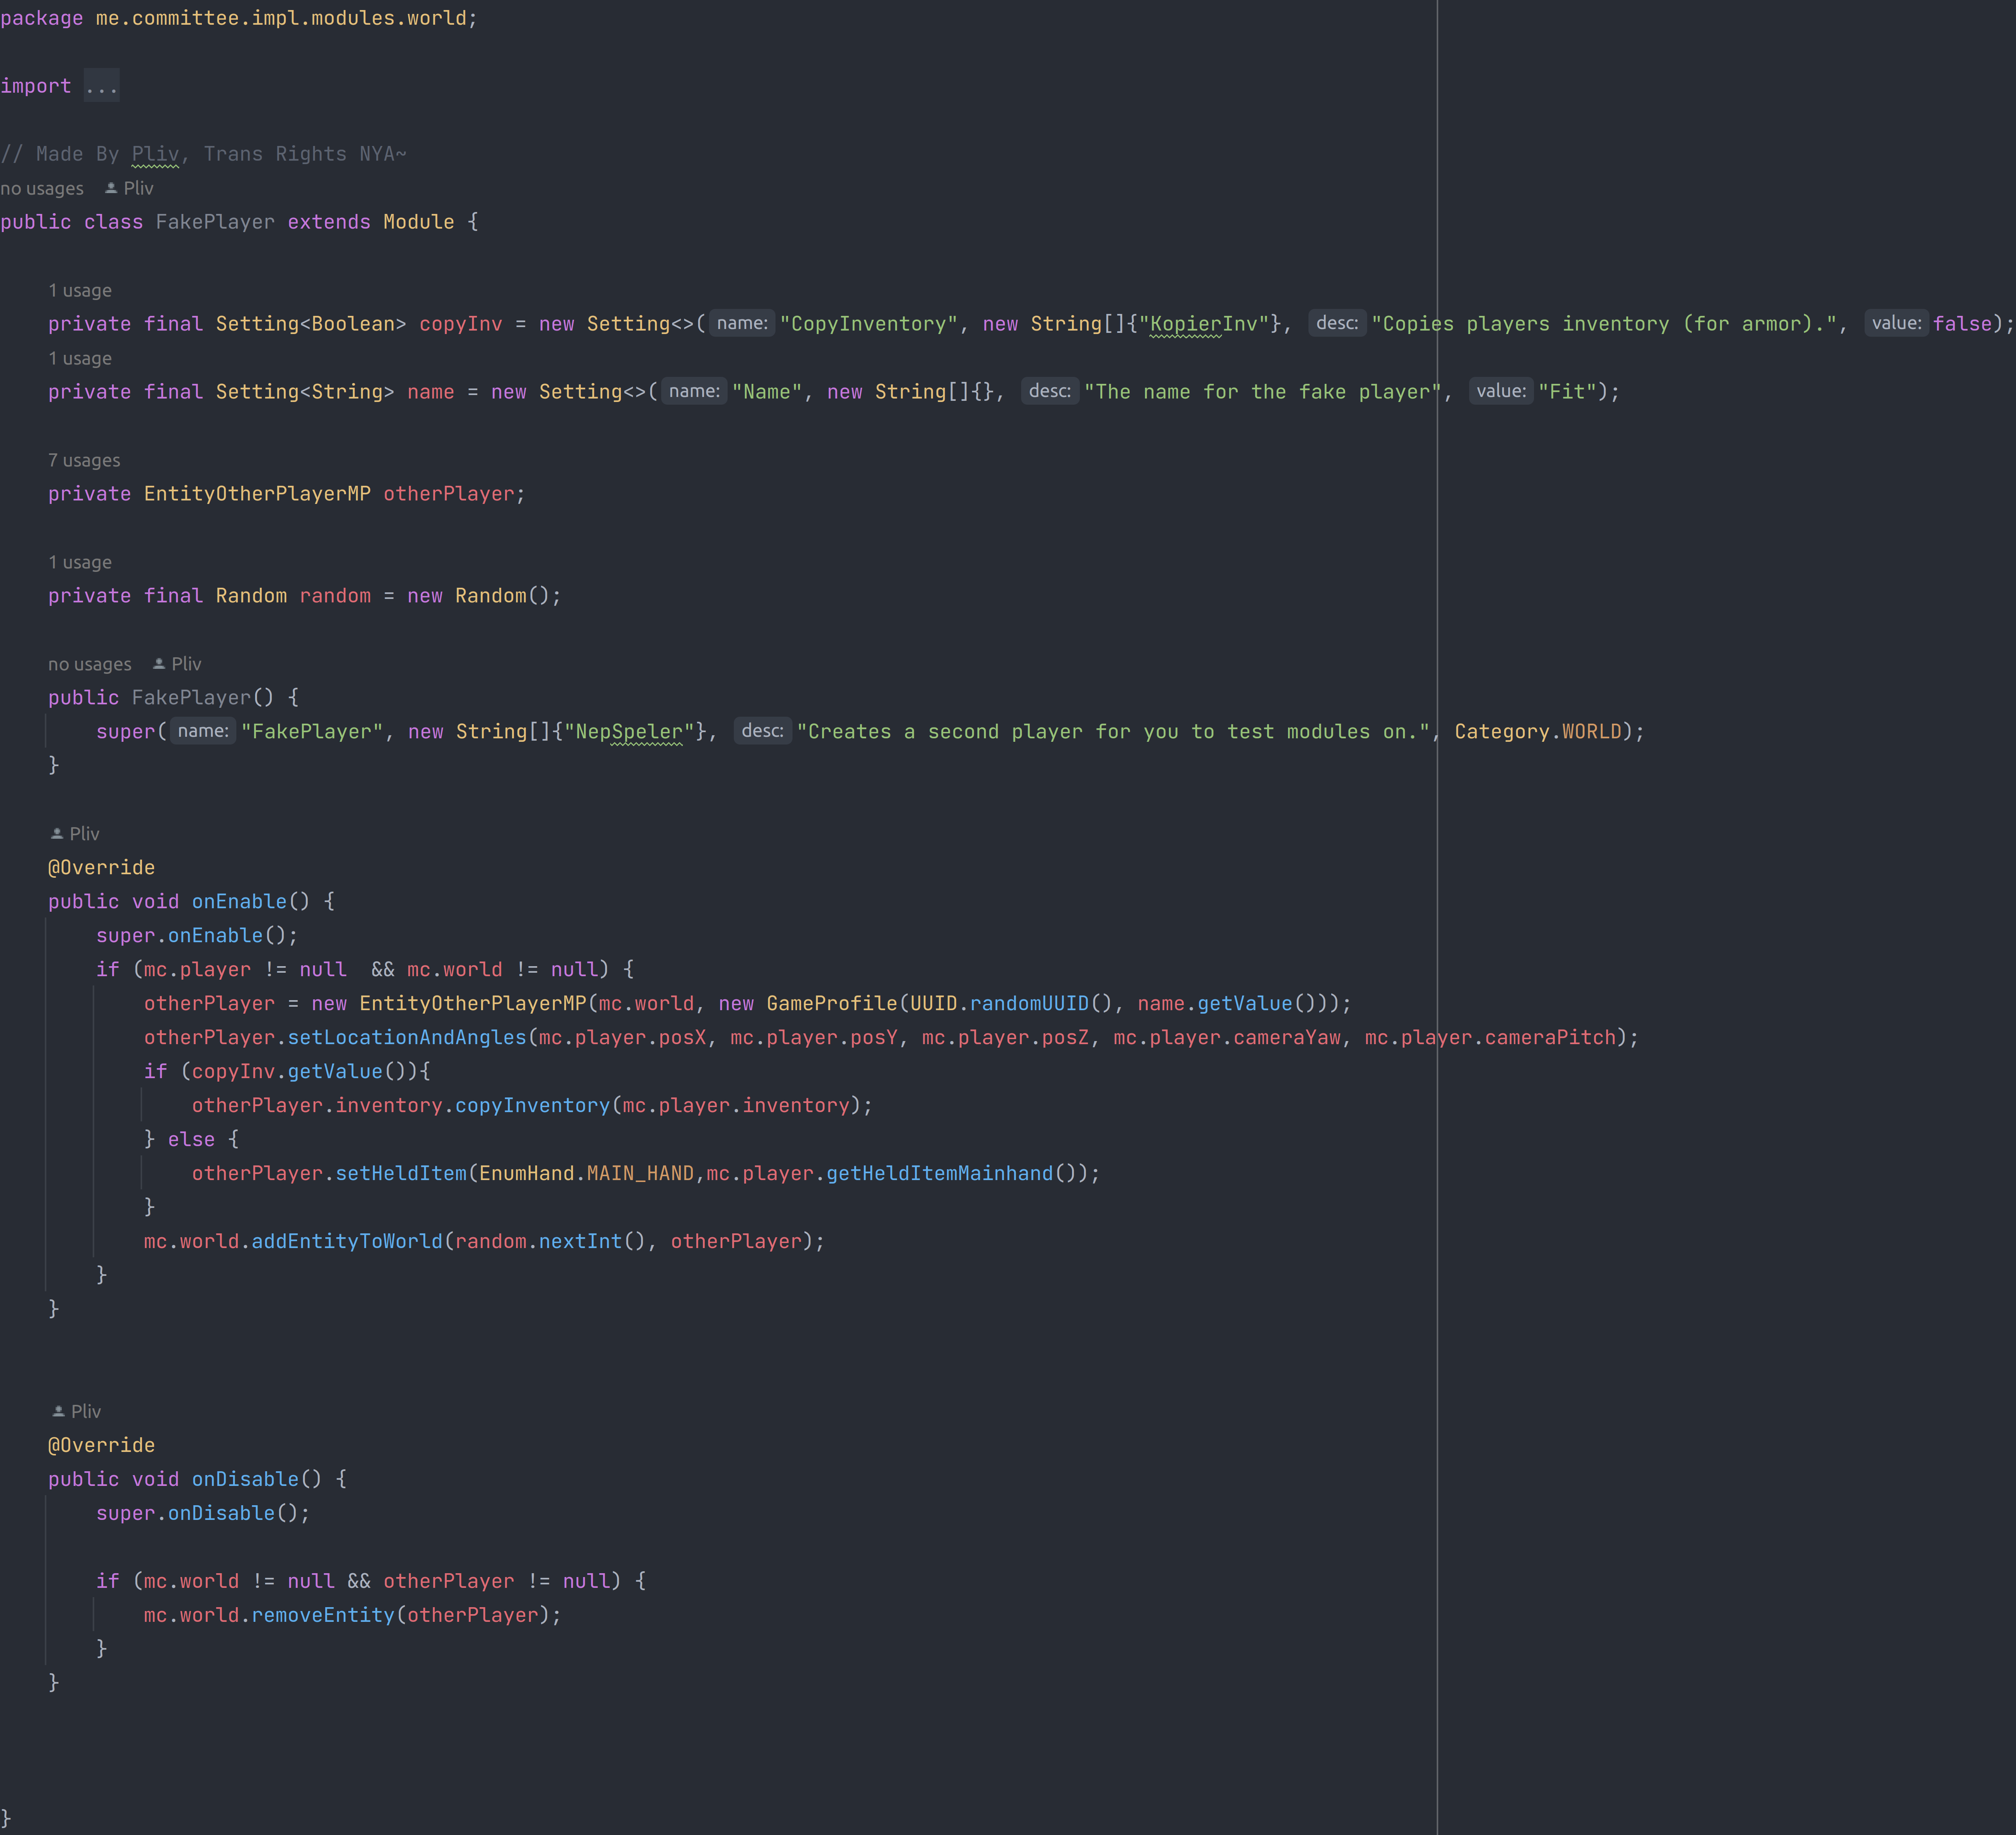 package me.committee.impl.modules.world;
import ...
// Made By Pliv, Trans Rights NYA~
no usages Pliv
public class FakePlayer extends Module {
1 usage
private final Setting<Boolean> copyInv = new Setting<>( name: "CopyInventory", new String[]{"KopierInv"}, desc: "Copies players inventory (for armor).", value: false);
1 usage
private final Setting<String> name = new Setting<>( name: "Name", new String[]{}, desc: "The name for the fake player", value: "Fit");
7 usages
private EntityOtherPlayerMP otherPlayer;
1 usage
private final Random random = new Random();
no usages Pliv
public FakePlayer() {
super( name: "FakePlayer", new String[]{"NepSpeler"}, desc: "Creates a second player for you to test modules on.", Category.WORLD);
}
Pliv
@Override
public void onEnable() {
super.onEnable();
if (mc.player != null  && mc.world != null) {
otherPlayer = new EntityOtherPlayerMP(mc.world, new GameProfile(UUID.randomUUID(), name.getValue()));
otherPlayer.setLocationAndAngles(mc.player.posX, mc.player.posY, mc.player.posZ, mc.player.cameraYaw, mc.player.cameraPitch);
if (copyInv.getValue()){
otherPlayer.inventory.copyInventory(mc.player.inventory);
} else {
otherPlayer.setHeldItem(EnumHand.MAIN_HAND,mc.player.getHeldItemMainhand());
}
mc.world.addEntityToWorld(random.nextInt(), otherPlayer);
}
}
Pliv
@Override
public void onDisable() {
super.onDisable();
if (mc.world != null && otherPlayer != null) {
mc.world.removeEntity(otherPlayer);
}
}
}